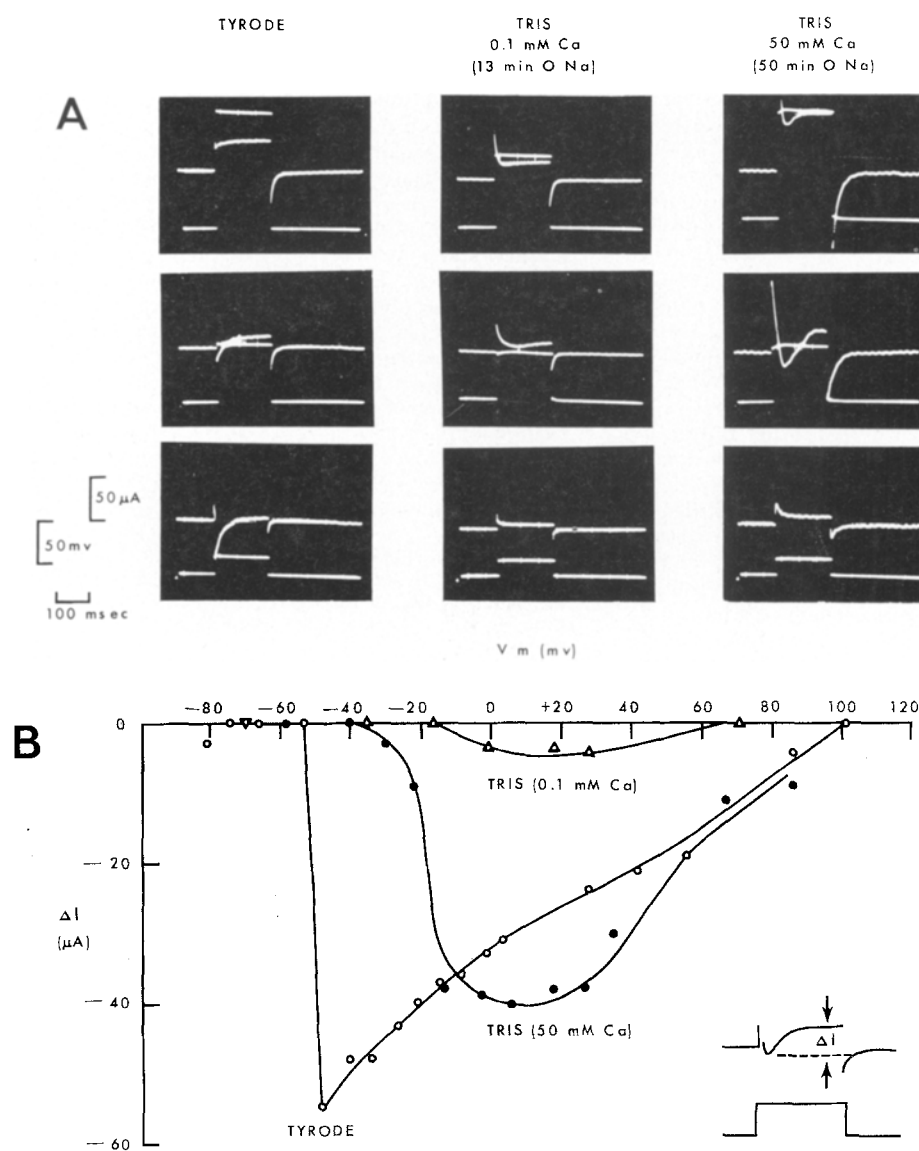 TYRODE
TRIS
0.1 mM Ca
(13 min O Na)
TRIS
50 mM Ca
(50 min O Na)
A
50 μA
50 mv
100 msec
V m (mv)
B
—80 —60 —40 —20 0 +20 40 60 80 100 120
0
— 20
— 40
— 60
Δ I
(μA)
TRIS (0.1 mM Ca)
TRIS (50 mM Ca)
TYRODE
Δ I